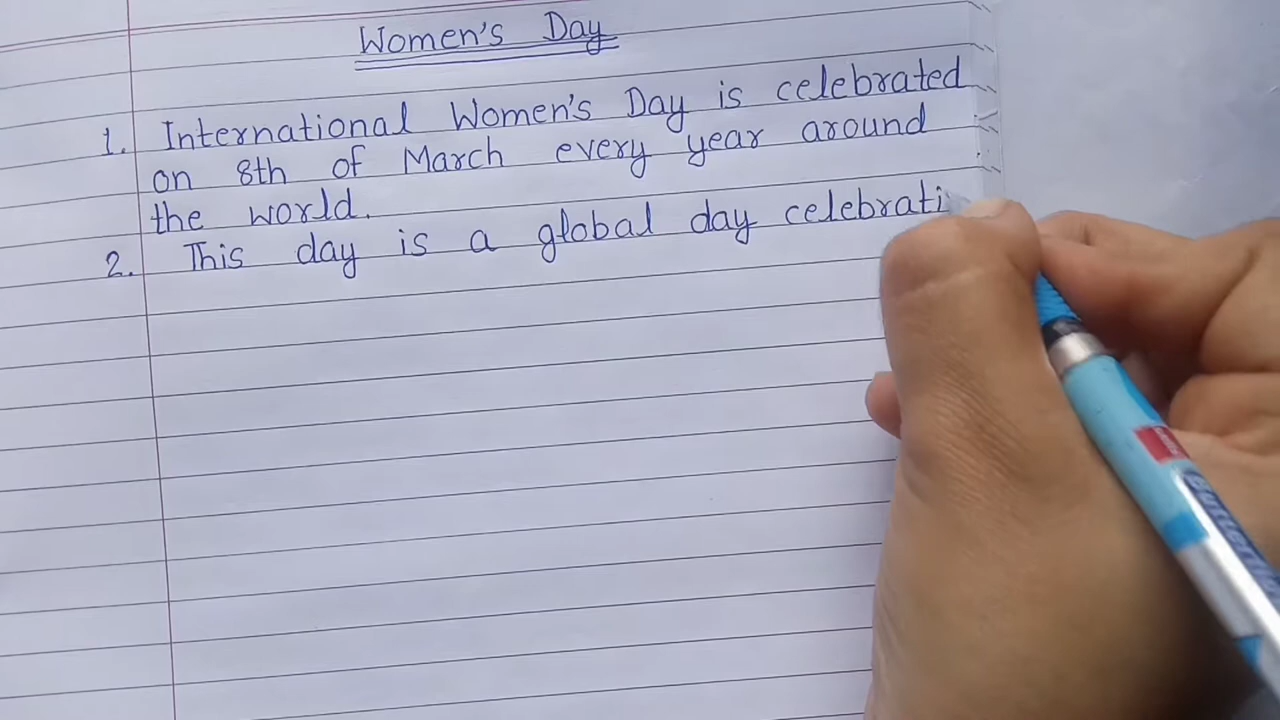 Women's Day
1. International Women's Day is celebrated
on 8th of March every year around
the world.
2. This day is a global day celebrati